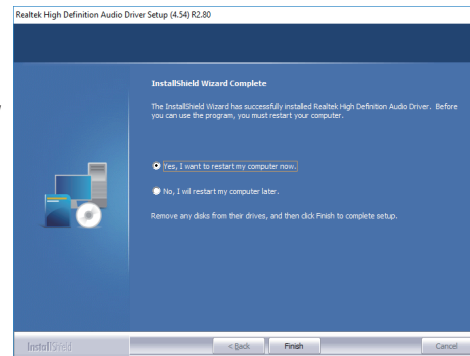 Realtek High Definition Audio Driver Setup (4.54) R2.80
InstallShield Wizard Complete
The InstallShield Wizard has successfully installed Realtek High Definition Audio Driver. Before
you can use the program, you must restart your computer.
Yes, I want to restart my computer now.
No, I will restart my computer later.
Remove any disks from their drives, and then click Finish to complete setup.
InstallShield
< Back
Finish
Cancel